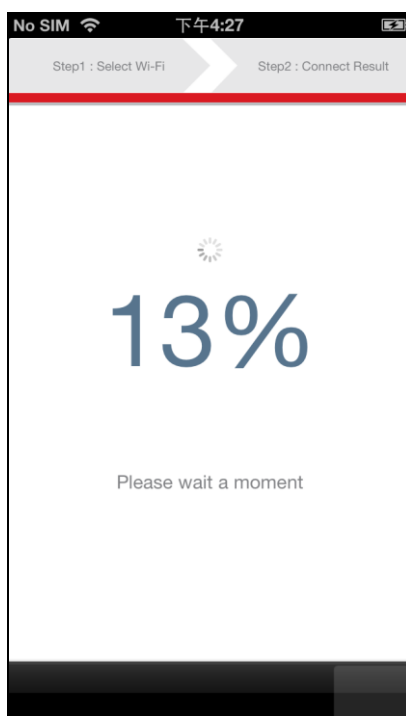 No SIM 下午4:27
Step1 : Select Wi-Fi Step2 : Connect Result
13%
Please wait a moment